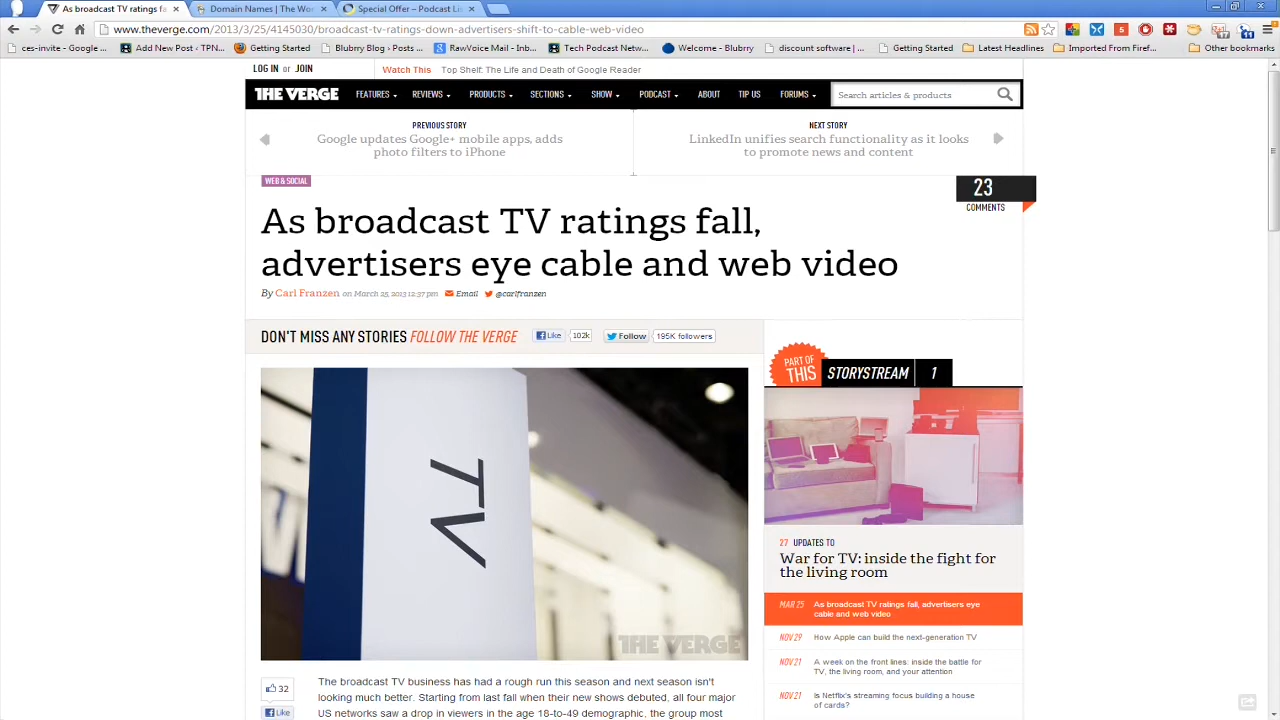 As broadcast TV ratings fa
Domain Names | The Wor
Special Offer – Podcast Li
www.theverge.com/2013/3/25/4145030/broadcast-tv-ratings-down-advertisers-shift-to-cable-web-video
ces-invite - Google ...
Add New Post ‹ TPN...
Getting Started
Blubrry Posts - Blu...
RawVoice Mail - Inb...
Tech Podcast Netw...
Welcome - Blubrry
discount software | ...
Getting Started
Latest Headlines
Imported From Firef...
Other bookmarks
LOG IN or JOIN
Watch This Top Shelf: The Life and Death of Google Reader
THE VERGE FEATURES REVIEWS PRODUCTS SECTIONS SHOW PODCAST ABOUT TIP US FORUMS Search articles & products
PREVIOUS STORY
Google updates Google+ mobile apps, adds
photo filters to iPhone
NEXT STORY
LinkedIn unifies search functionality as it looks
to promote news and content
WEB & SOCIAL
23
COMMENTS
As broadcast TV ratings fall,
advertisers eye cable and web video
By Carl Franzen on March 25, 2013 12:37 pm Email @carlfranzen
DON'T MISS ANY STORIES FOLLOW THE VERGE Like 102k Follow 195K followers
TV
THE VERGE
32
Like
The broadcast TV business has had a rough run this season and next season isn't
looking much better. Starting from last fall when their new shows debuted, all four major
US networks saw a drop in viewers in the age 18-to-49 demographic, the group most
PART OF
THIS
STORYSTREAM 1
27 UPDATES TO
War for TV: inside the fight for
the living room
MAR 25 As broadcast TV ratings fall, advertisers eye
cable and web video
NOV 29 How Apple can build the next-generation TV
NOV 21 A week on the front lines: inside the battle for
TV, the living room, and your attention
NOV 21 Is Netflix's streaming focus building a house
of cards?